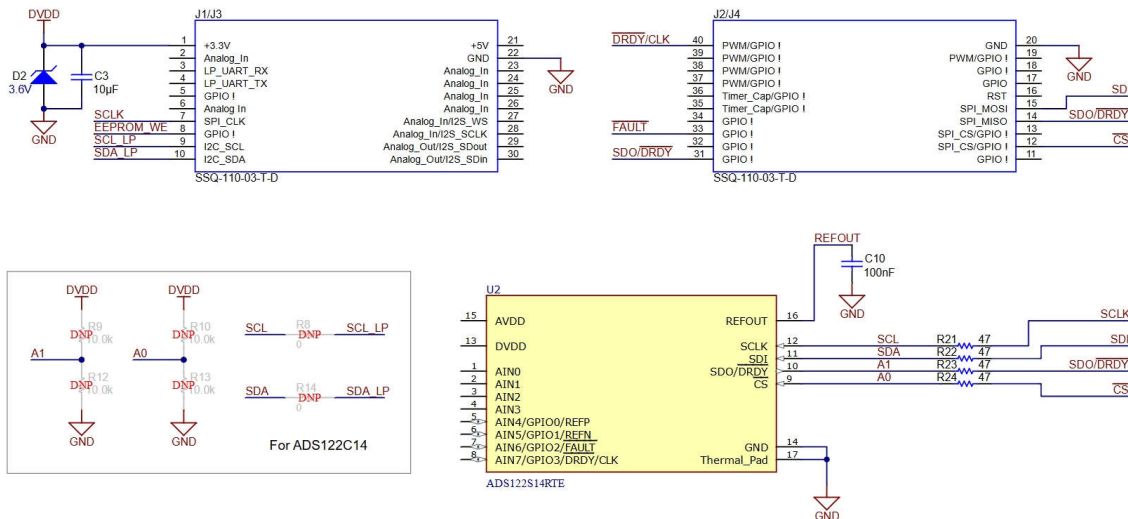 DVDD
D2
3.6V
C3
10µF
GND
SCLK
EEPROM_WE
SCL_LP
SDA_LP
J1/J3
1 +3.3V
2 Analog_In
3 LP_UART_RX
4 LP_UART_TX
5 GPIO !
6 Analog In
7 SPI_CLK
8 GPIO !
9 I2C_SCL
10 I2C_SDA
+5V 21
GND 22
Analog_In 23
Analog_In 24
Analog_In 25
Analog_In 26
Analog_In/I2S_WS 27
Analog_In/I2S_SCLK 28
Analog_Out/I2S_SDout 29
Analog_Out/I2S_SDin 30
SSQ-110-03-T-D
GND
J2/J4
DRDY/CLK
FAULT
SDO/DRDY
40 PWM/GPIO !
39 PWM/GPIO !
38 PWM/GPIO !
37 PWM/GPIO !
36 Timer_Cap/GPIO !
35 Timer_Cap/GPIO !
34 GPIO !
33 GPIO !
32 GPIO !
31 GPIO !
GND 20
PWM/GPIO ! 19
GPIO ! 18
GPIO 17
RST 16
SPI_MOSI 15
SPI_MISO 14
SPI_CS/GPIO ! 13
SPI_CS/GPIO ! 12
GPIO ! 11
SSQ-110-03-T-D
GND
SD
SDO/DRDY
CS
DVDD
R9
DNP
10.0k
A1
R12
DNP
10.0k
GND
DVDD
R10
DNP
10.0k
A0
R13
DNP
10.0k
GND
SCL
R8
DNP
0
SCL_LP
SDA
R14
DNP
0
SDA_LP
For ADS122C14
U2
15 AVDD
13 DVDD
1 AIN0
2 AIN1
3 AIN2
4 AIN3
5 AIN4/GPIO0/REFP
6 AIN5/GPIO1/REFN
7 AIN6/GPIO2/FAULT
8 AIN7/GPIO3/DRDY/CLK
REFOUT 16
SCLK 12
SDI 11
SDO/DRDY 10
CS 9
GND 14
Thermal_Pad 17
ADS122S14RTE
REFOUT
C10
100nF
GND
SCL R21 47 SCLK
SDA R22 47 SDI
A1 R23 47 SDO/DRDY
A0 R24 47 CS
GND